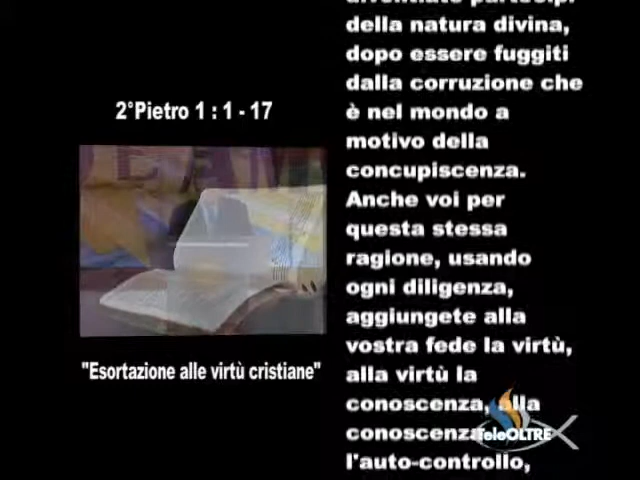 2°Pietro 1 : 1 - 17
"Esortazione alle virtù cristiane"
della natura divina,
dopo essere fuggiti
dalla corruzione che
è nel mondo a
motivo della
concupiscenza.
Anche voi per
questa stessa
ragione, usando
ogni diligenza,
aggiungete alla
vostra fede la virtù,
alla virtù la
conoscenza, alla
conoscenza
l'auto-controllo,
TeleOLTRE